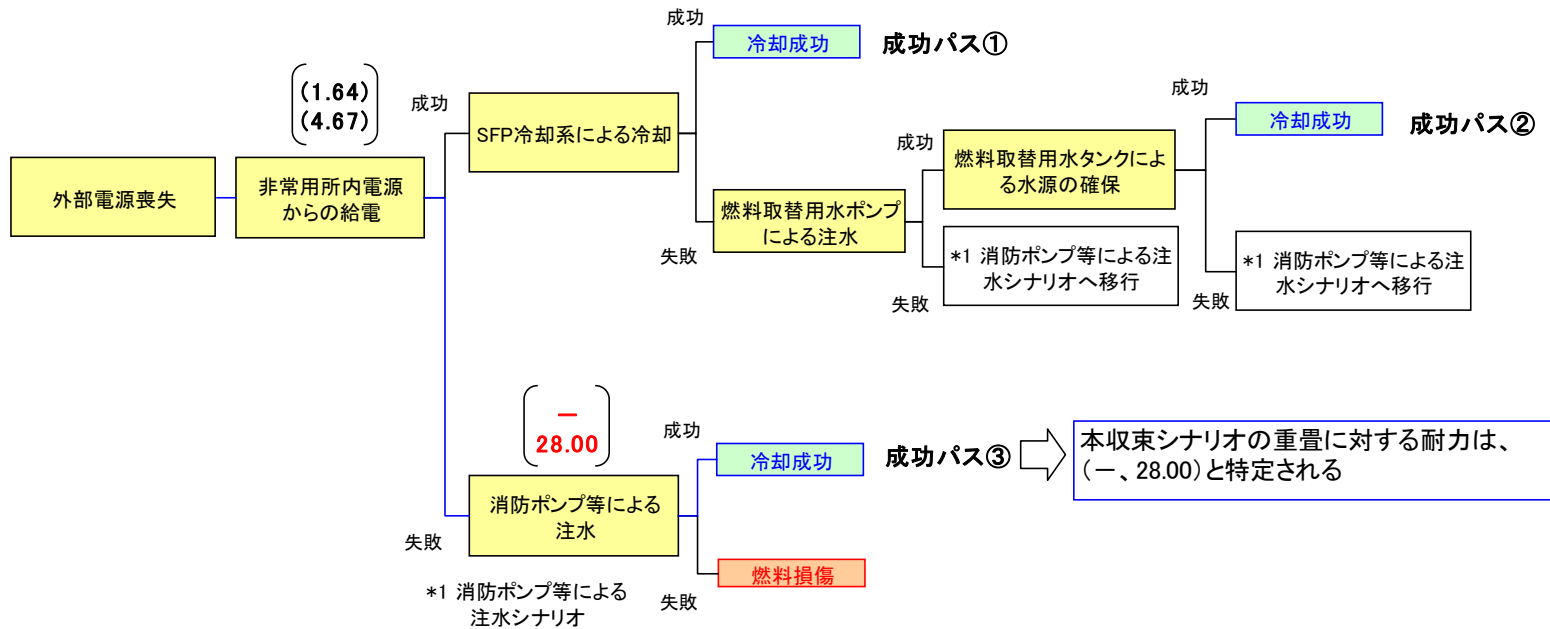 成功
冷却成功
成功パス①
(1.64)
(4.67)
成功
SFP冷却系による冷却
成功
冷却成功
成功パス②
外部電源喪失
非常用所内電源
からの給電
成功
燃料取替用水タンクによ
る水源の確保
失敗
燃料取替用水ポンプ
による注水
*1 消防ポンプ等による注
水シナリオへ移行
失敗
*1 消防ポンプ等による注
水シナリオへ移行
失敗
－
28.00
成功
冷却成功
成功パス③
本収束シナリオの重畳に対する耐力は、
(－、28.00)と特定される
消防ポンプ等による
注水
失敗
*1 消防ポンプ等による
注水シナリオ
燃料損傷
失敗